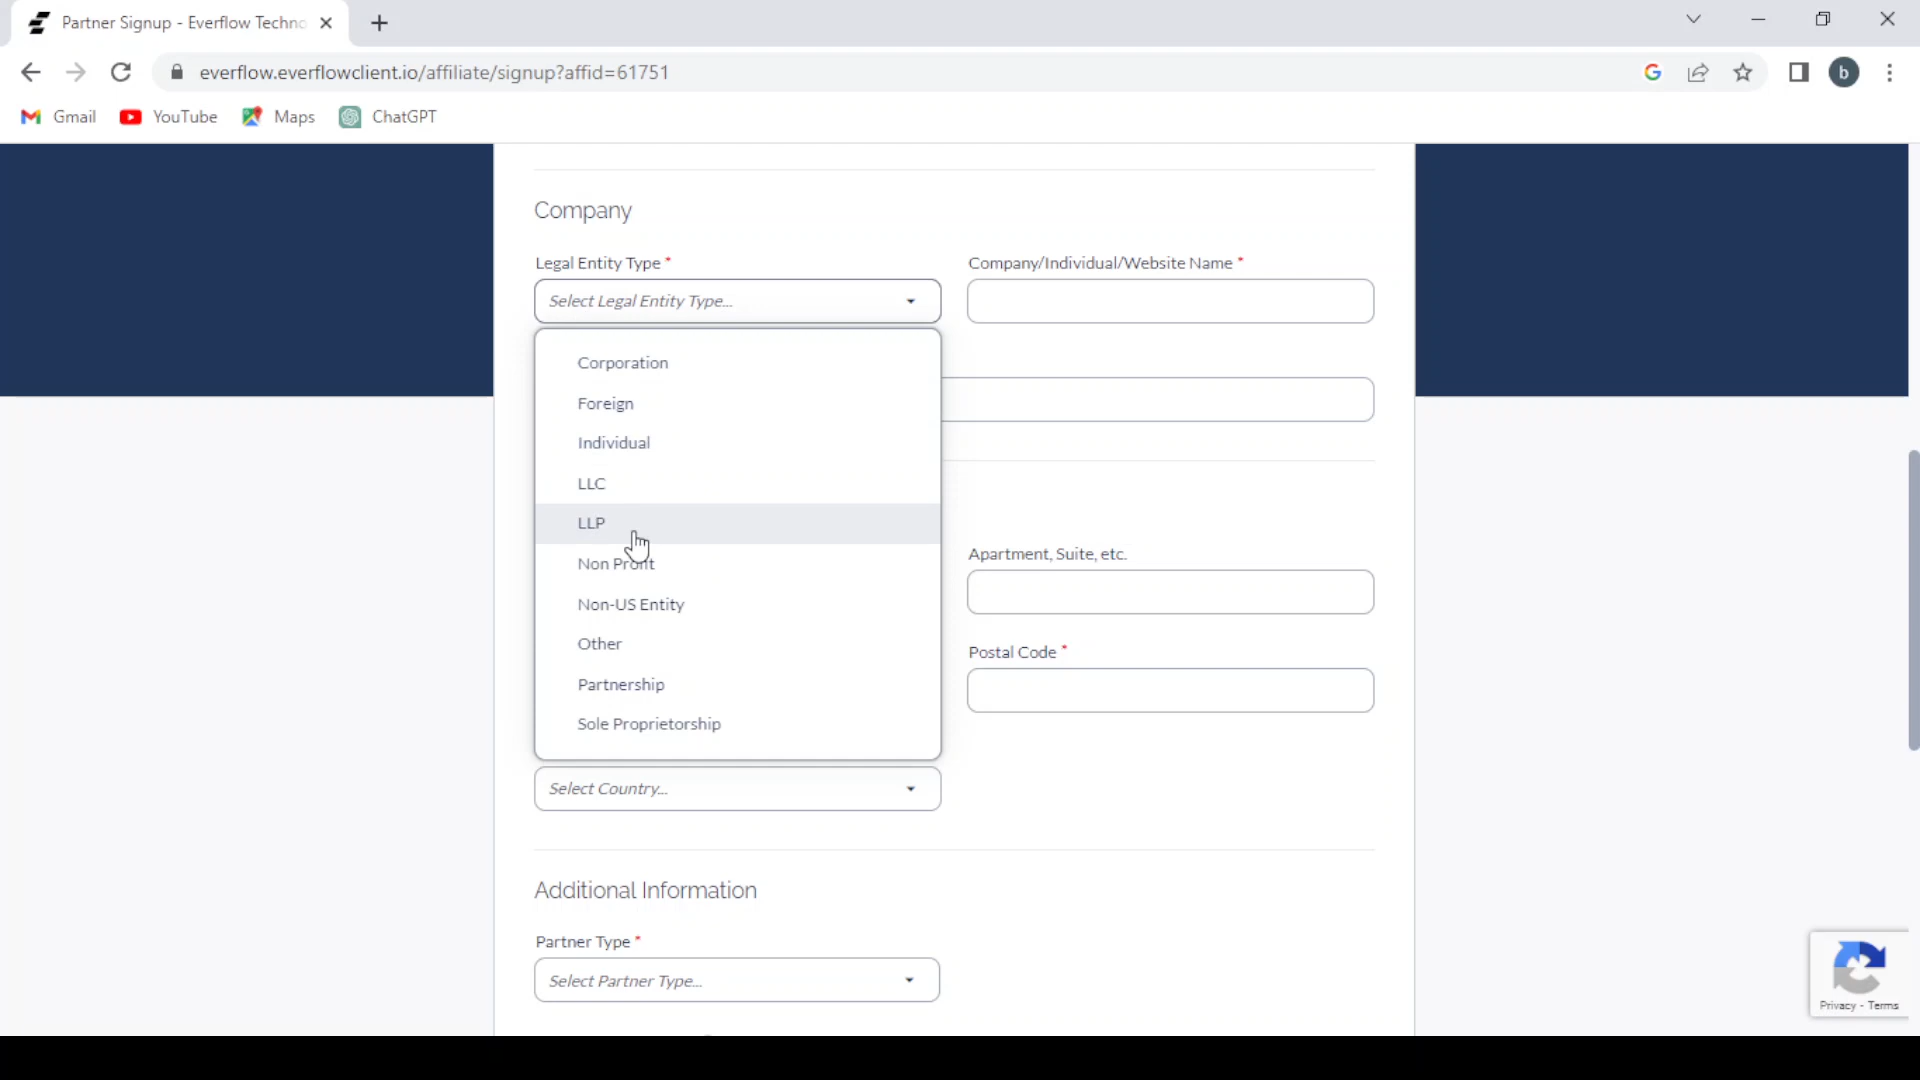 Partner Signup - Everflow Techno
everflow.everflowclient.io/affiliate/signup?affid=61751
b
Gmail
YouTube
Maps
ChatGPT
Company
Legal Entity Type *
Company/Individual/Website Name *
Select Legal Entity Type...
Corporation
Foreign
Individual
LLC
LLP
Non Profit
Non-US Entity
Other
Partnership
Sole Proprietorship
Apartment, Suite, etc.
Postal Code *
Select Country...
Additional Information
Partner Type *
Select Partner Type...
Privacy - Terms